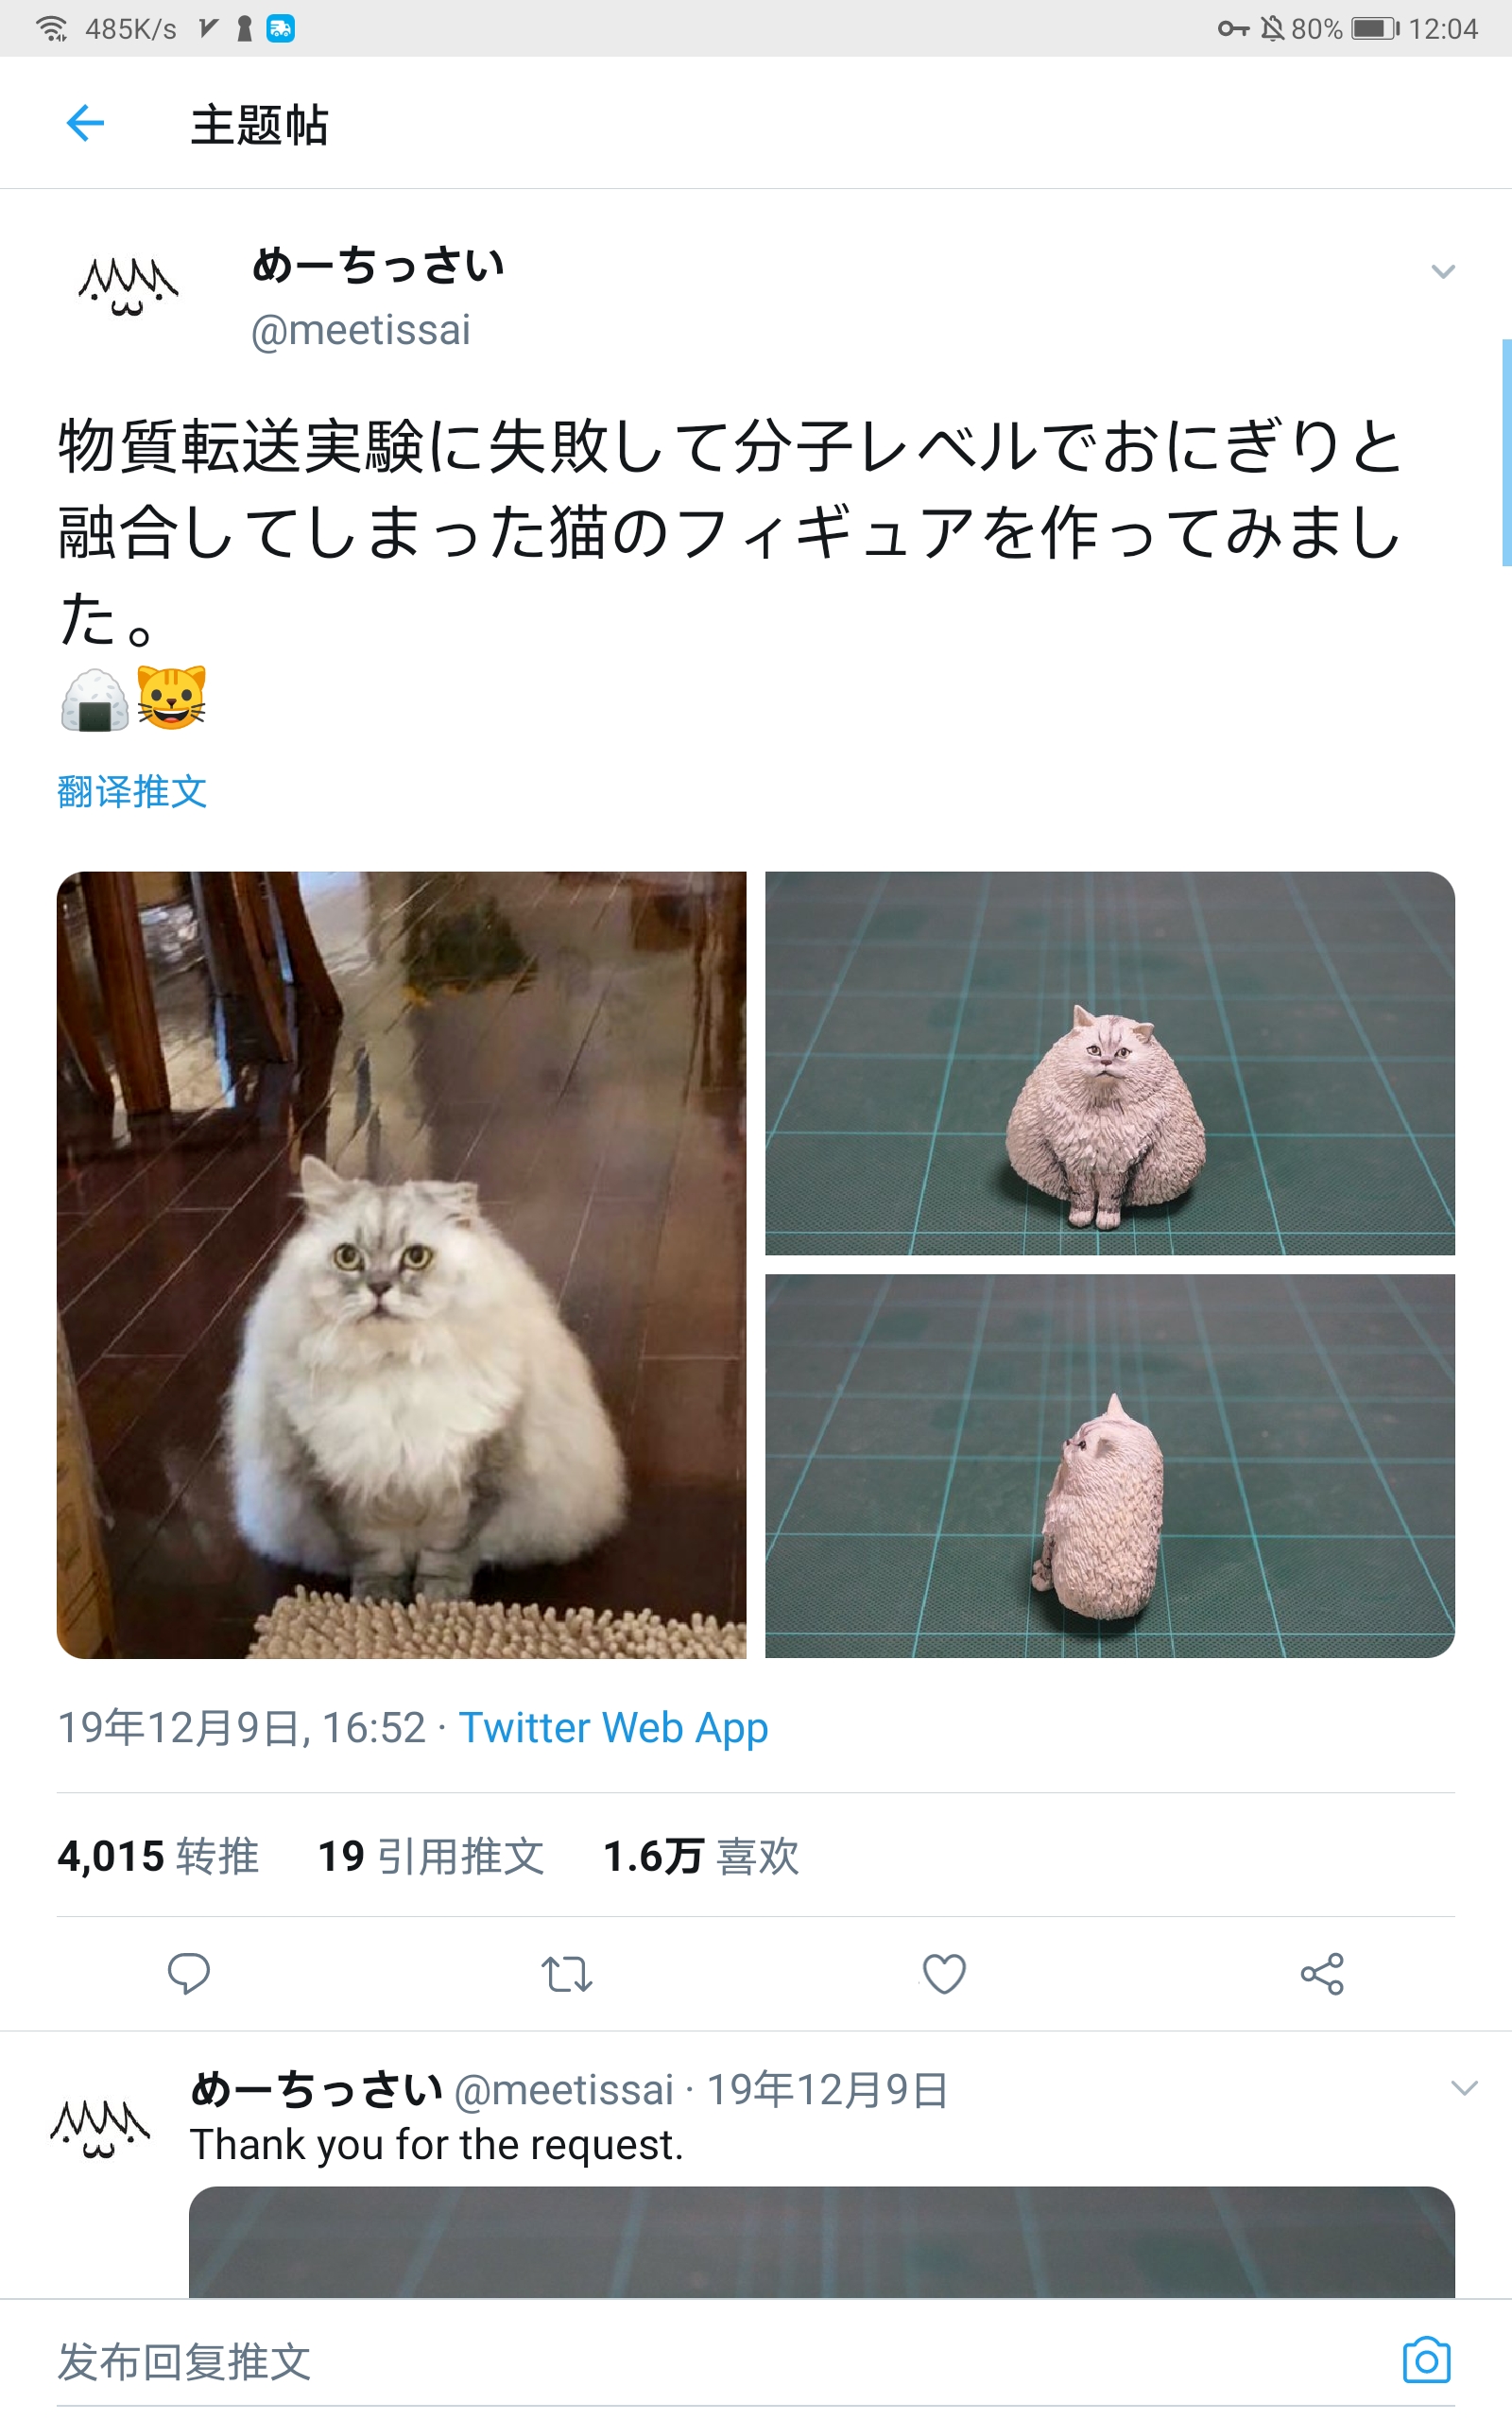 485K/s
80% 12:04
主题帖
めーちっさい
@meetissai
物質転送実験に失敗して分子レベルでおにぎりと
融合してしまった猫のフィギュアを作ってみまし
た。
🍙😺
翻译推文
19年12月9日, 16:52 · Twitter Web App
4,015 转推 19 引用推文 1.6万 喜欢
めーちっさい @meetissai · 19年12月9日
Thank you for the request.
发布回复推文